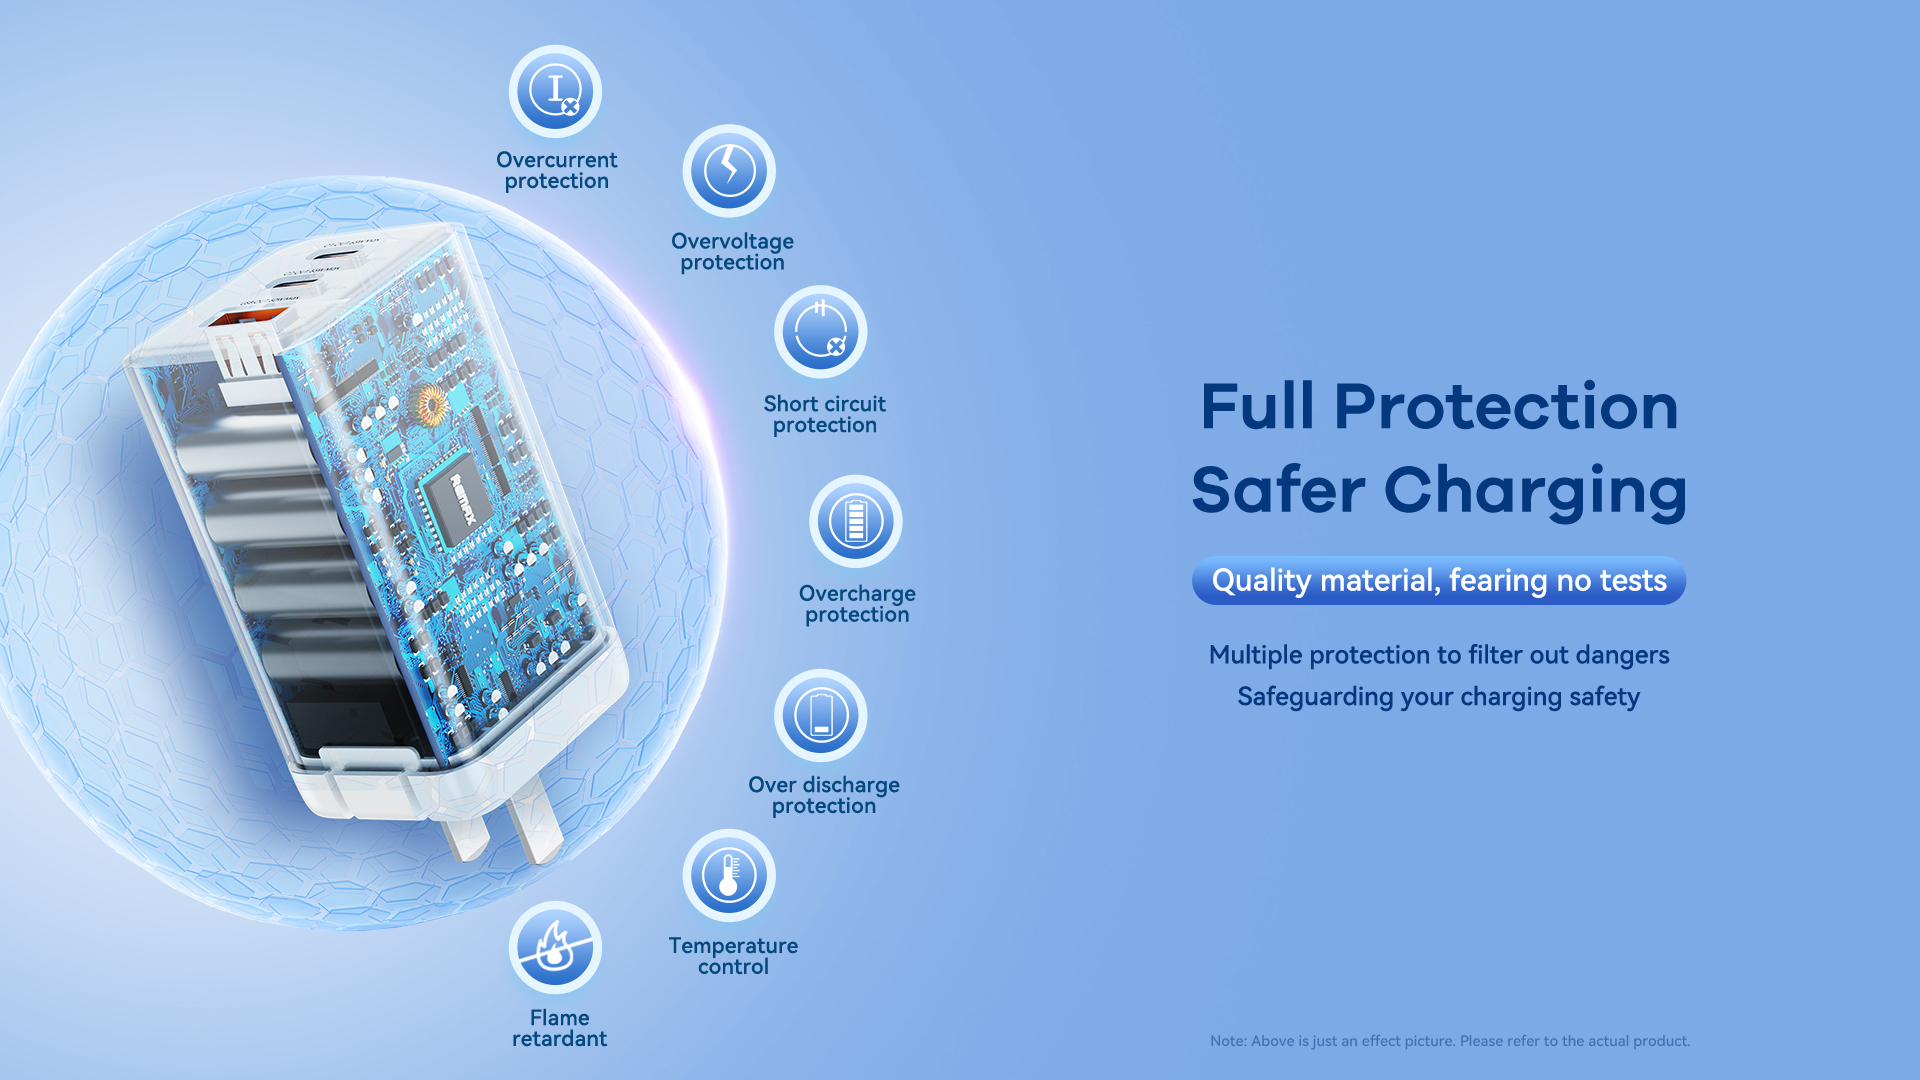 Overcurrent
protection
Overvoltage
protection
Short circuit
protection
Overcharge
protection
Over discharge
protection
Temperature
control
Flame
retardant
REMAX
Full Protection
Safer Charging
Quality material, fearing no tests
Multiple protection to filter out dangers
Safeguarding your charging safety
Note: Above is just an effect picture. Please refer to the actual product.